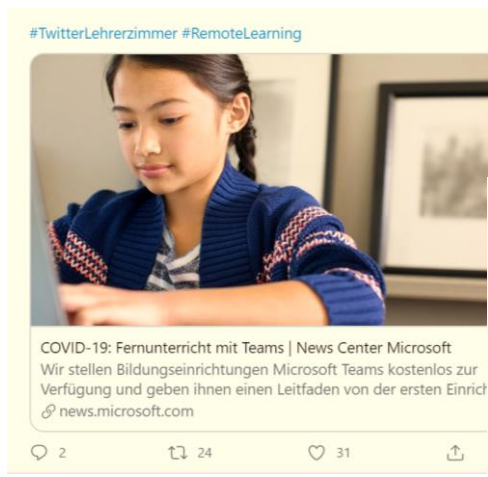 #TwitterLehrerzimmer #RemoteLearning
COVID-19: Fernunterricht mit Teams | News Center Microsoft
Wir stellen Bildungseinrichtungen Microsoft Teams kostenlos zur
Verfügung und geben ihnen einen Leitfaden von der ersten Einrich
news.microsoft.com
2 24 31